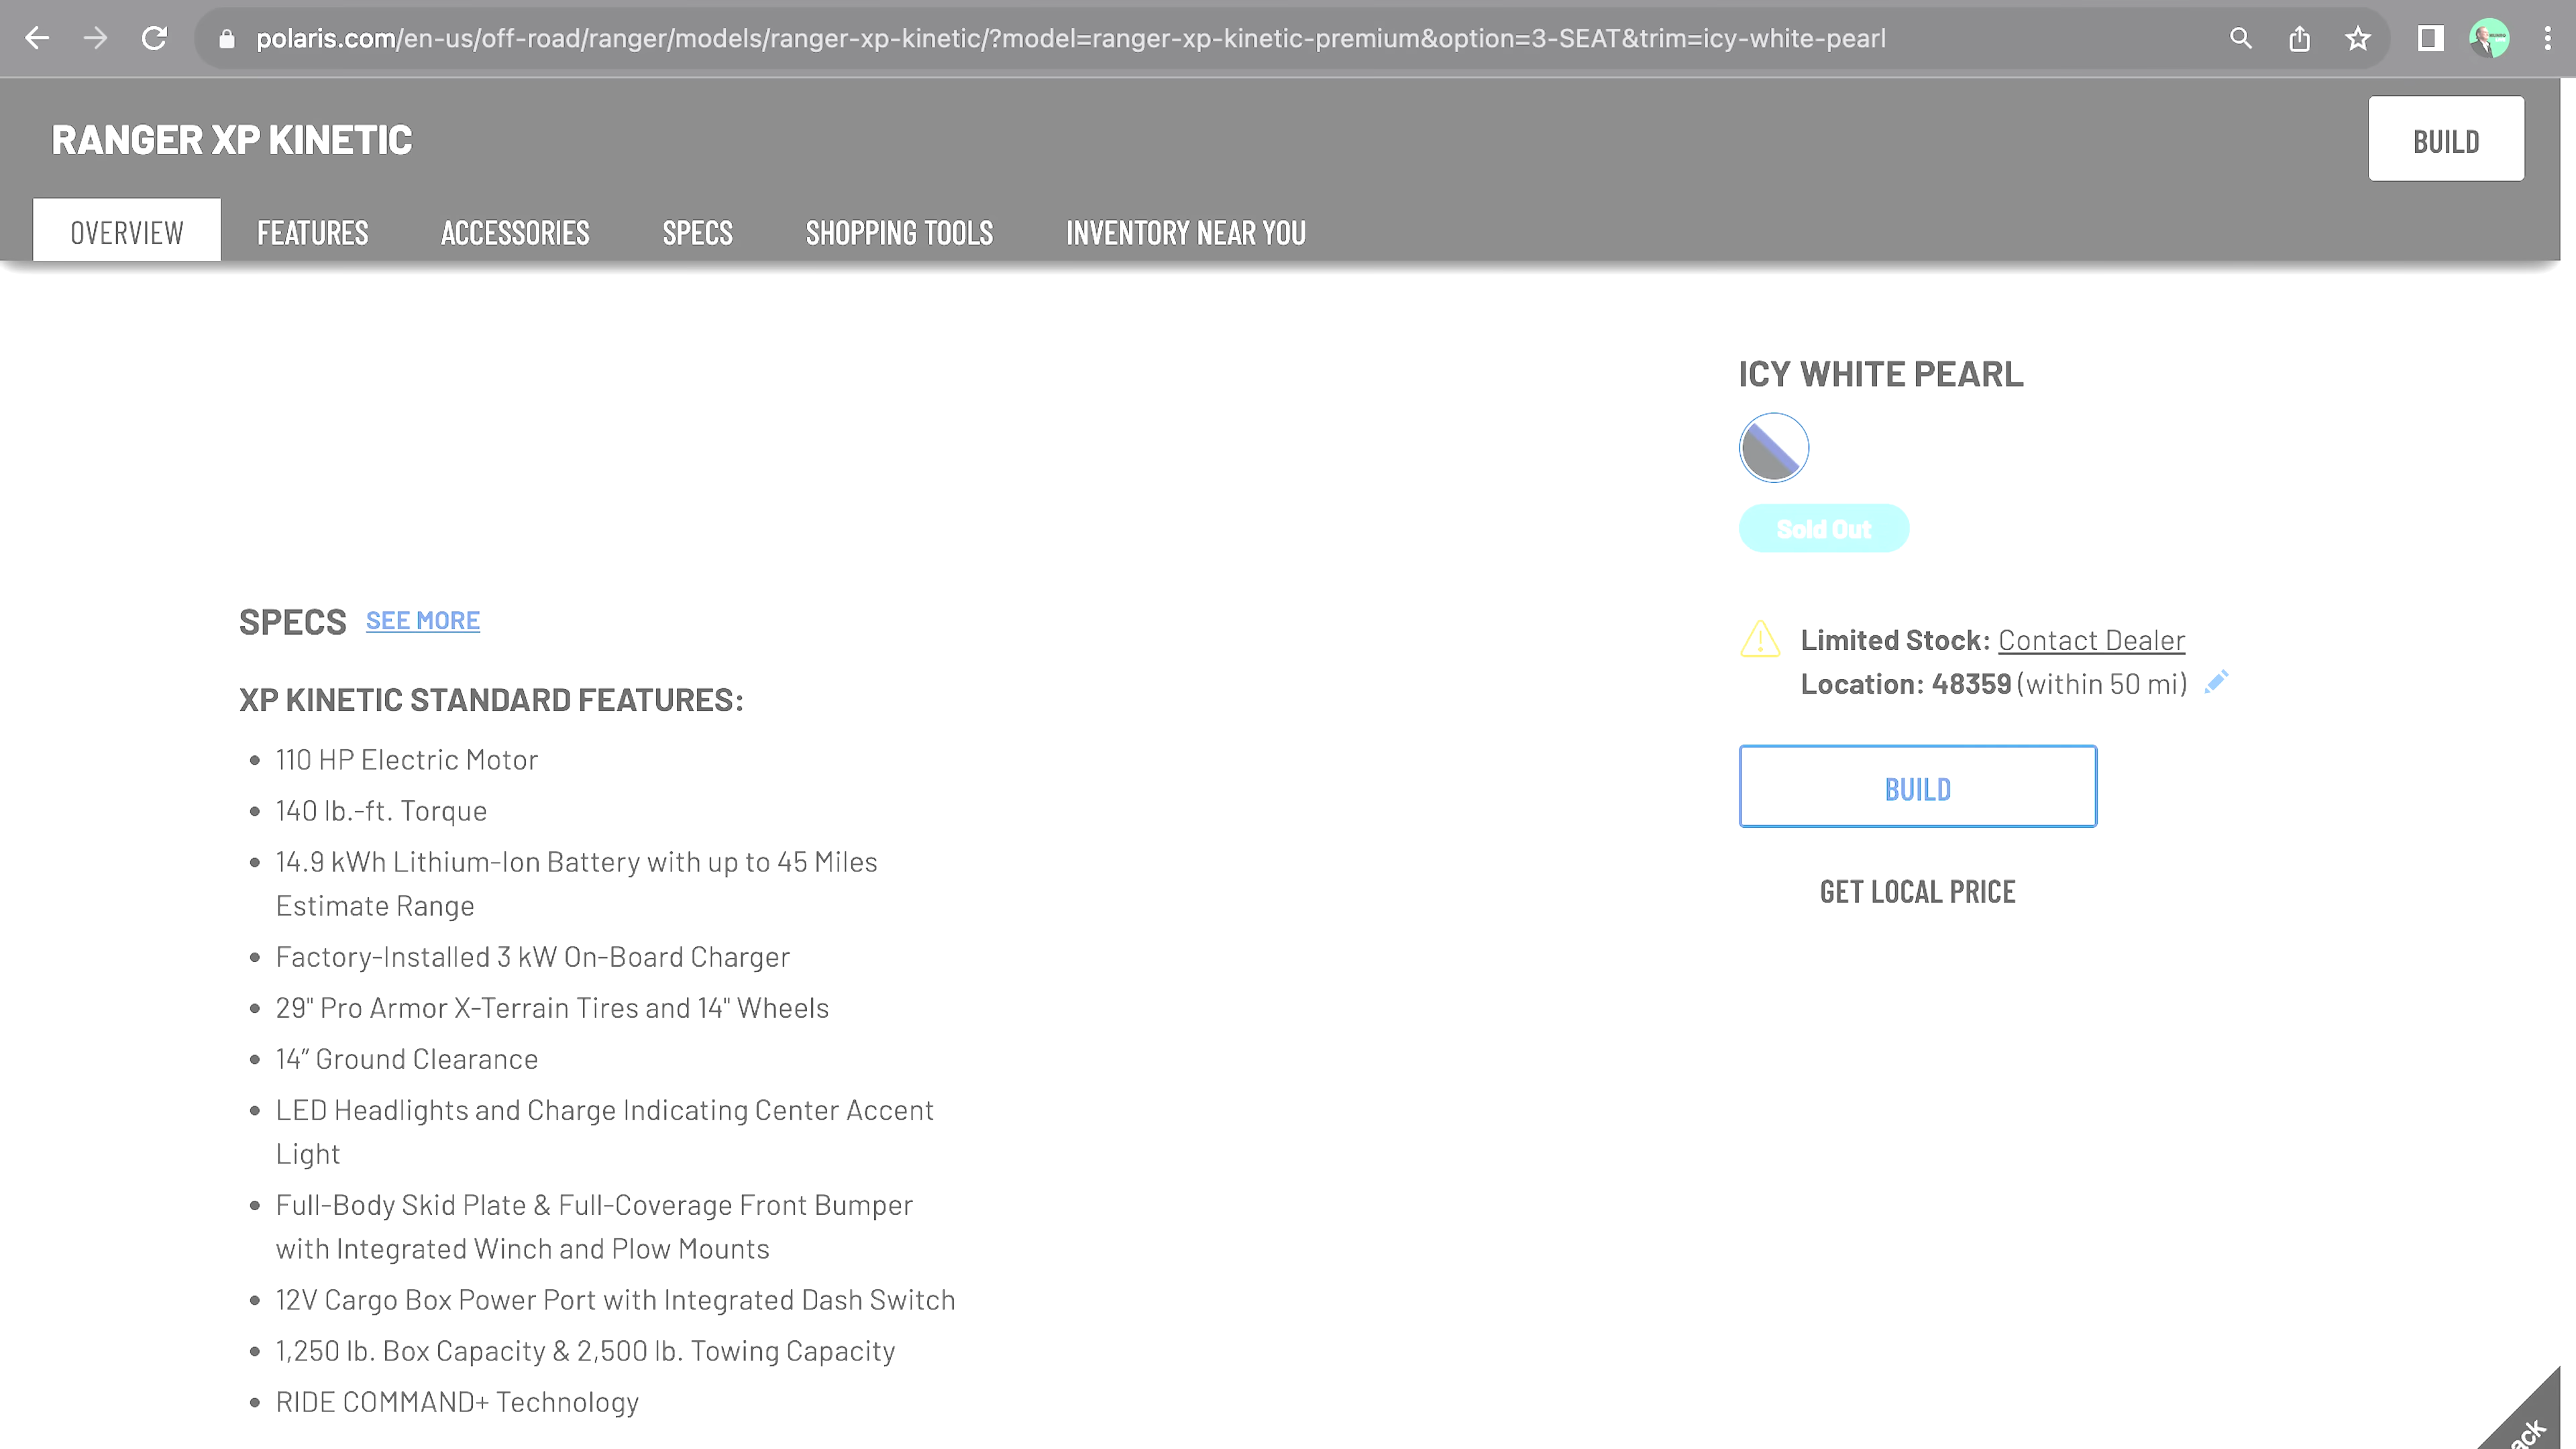 polaris.com/en-us/off-road/ranger/models/ranger-xp-kinetic/?model=ranger-xp-kinetic-premium&option=3-SEAT&trim=icy-white-pearl
RANGER XP KINETIC
BUILD
OVERVIEW
FEATURES
ACCESSORIES
SPECS
SHOPPING TOOLS
INVENTORY NEAR YOU
ICY WHITE PEARL
Sold Out
Limited Stock: Contact Dealer
Location: 48359 (within 50 mi)
BUILD
GET LOCAL PRICE
SPECS SEE MORE
XP KINETIC STANDARD FEATURES:
• 110 HP Electric Motor
• 140 lb.-ft. Torque
• 14.9 kWh Lithium-Ion Battery with up to 45 Miles
Estimate Range
• Factory-Installed 3 kW On-Board Charger
• 29" Pro Armor X-Terrain Tires and 14" Wheels
• 14” Ground Clearance
• LED Headlights and Charge Indicating Center Accent
Light
• Full-Body Skid Plate & Full-Coverage Front Bumper
with Integrated Winch and Plow Mounts
• 12V Cargo Box Power Port with Integrated Dash Switch
• 1,250 lb. Box Capacity & 2,500 lb. Towing Capacity
• RIDE COMMAND+ Technology